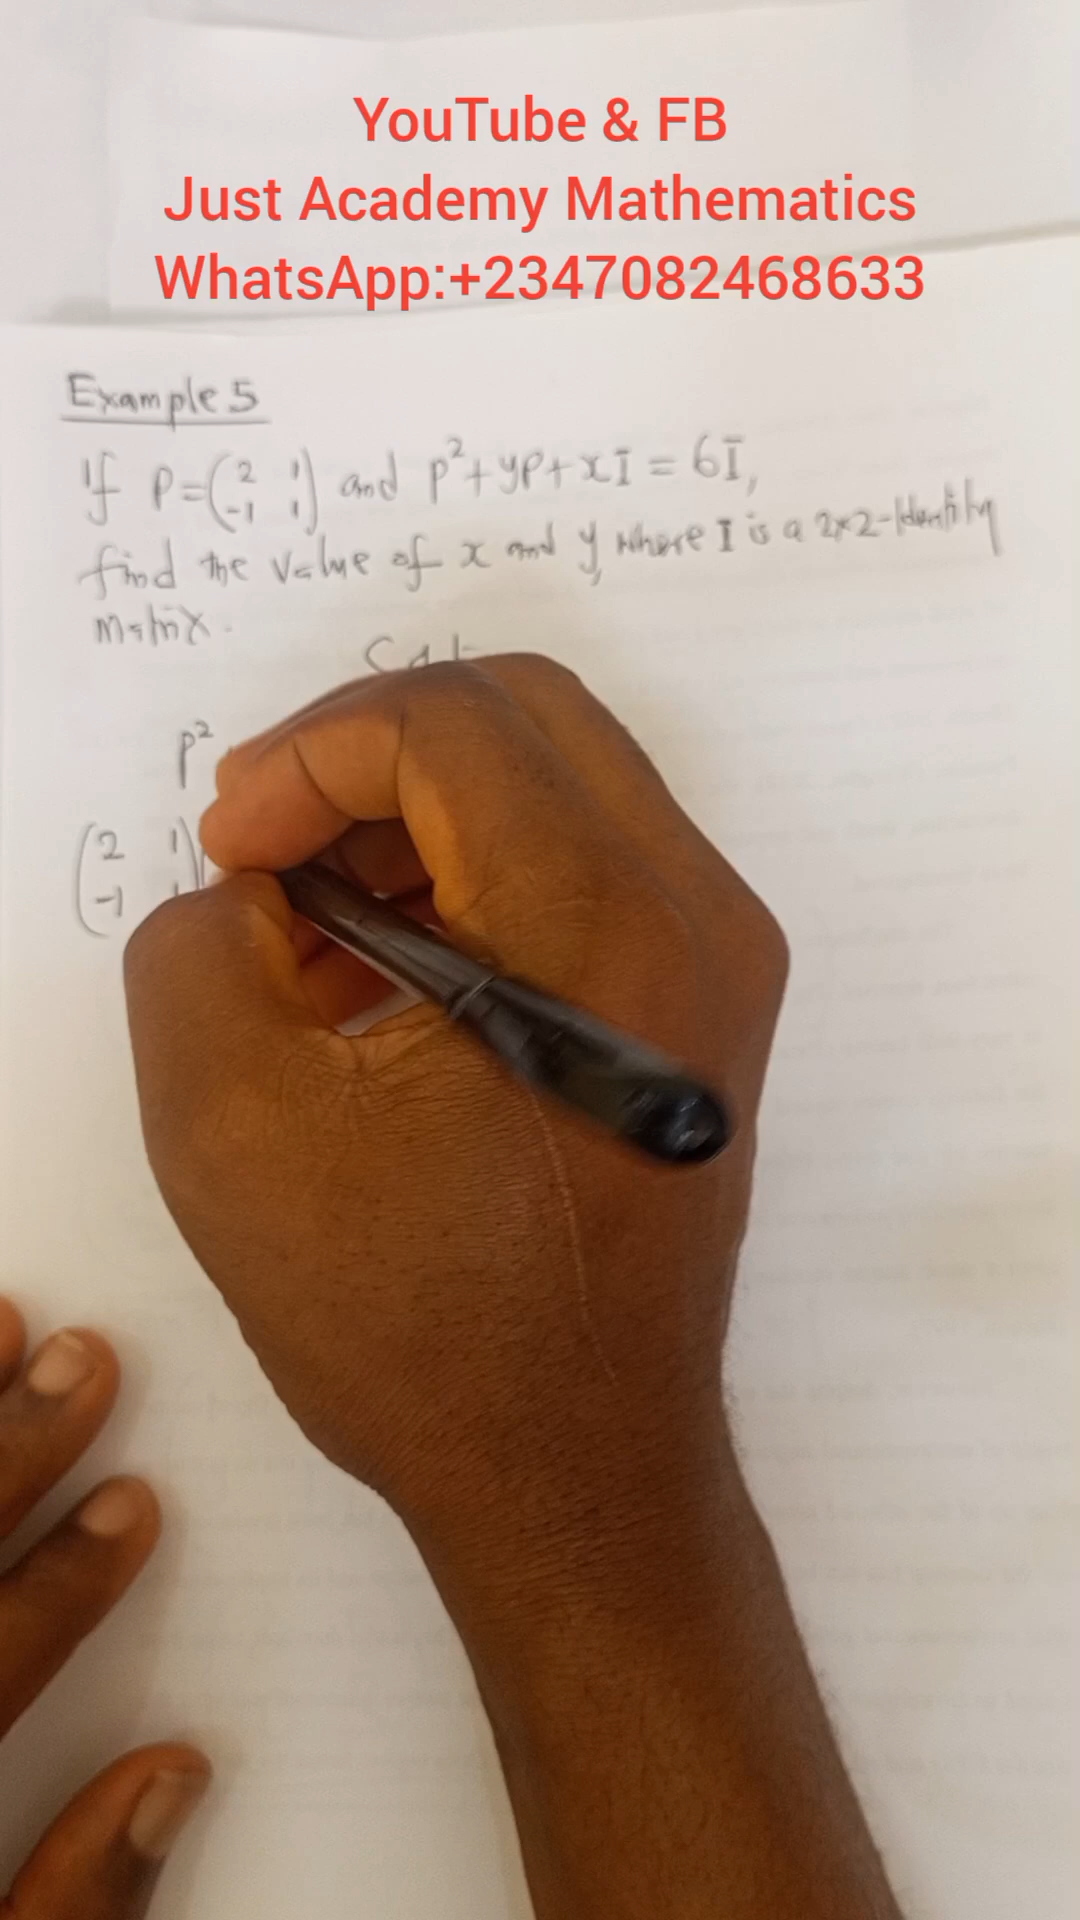 YouTube & FB
Just Academy Mathematics
WhatsApp:+2347082468633
Example 5
If P=(2 1) and P²+yP+xI = 6I,
-1 1
find the value of x and y, where I is a 2×2-Identity
matrix.
P²
(2 1)
-1